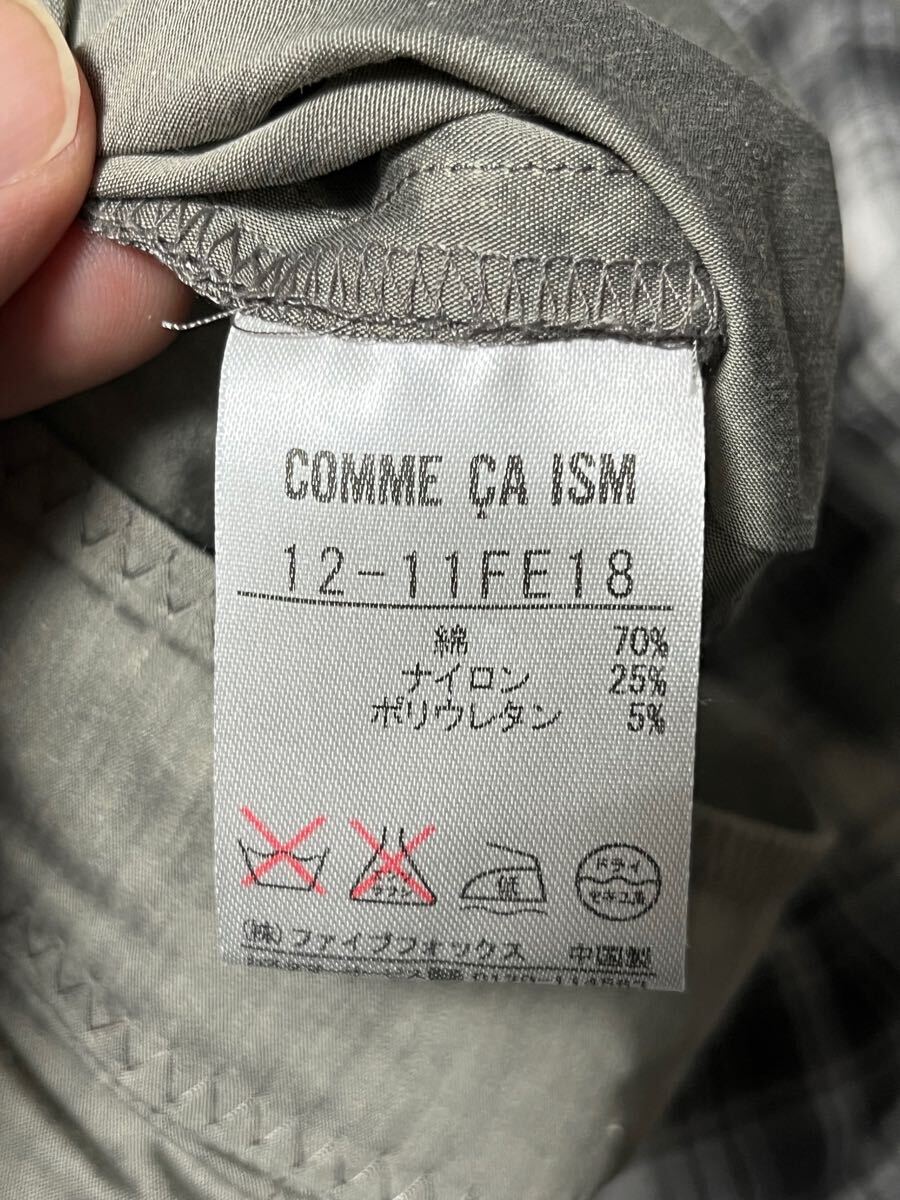 COMME ÇA ISM
12-11FE18
綿 70%
ナイロン 25%
ポリウレタン 5%
低
ドライ
(株)ファイブフォックス 中国製